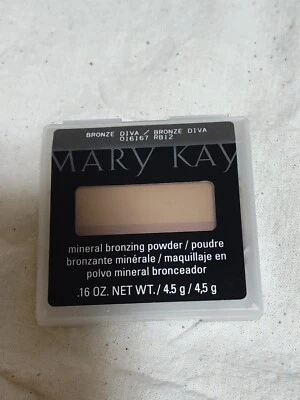 BRONZE DIVA / BRONZE DIVA
016167 RB12
MARY KAY
mineral bronzing powder / poudre
bronzante minérale / maquillaje en
polvo mineral bronceador
.16 OZ. NET WT. / 4.5 g / 4,5 g